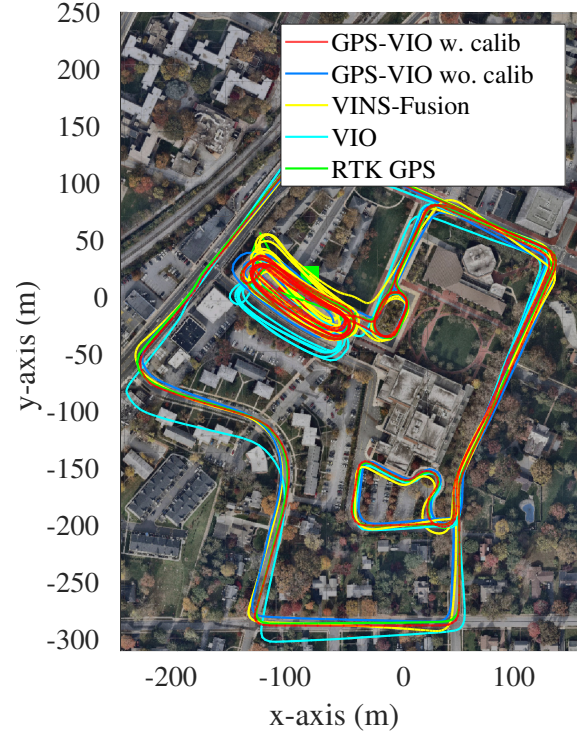 250
200
150
100
50
0
-50
-100
-150
-200
-250
-300
y-axis (m)
GPS-VIO w. calib
GPS-VIO wo. calib
VINS-Fusion
VIO
RTK GPS
-200
-100
0
100
x-axis (m)